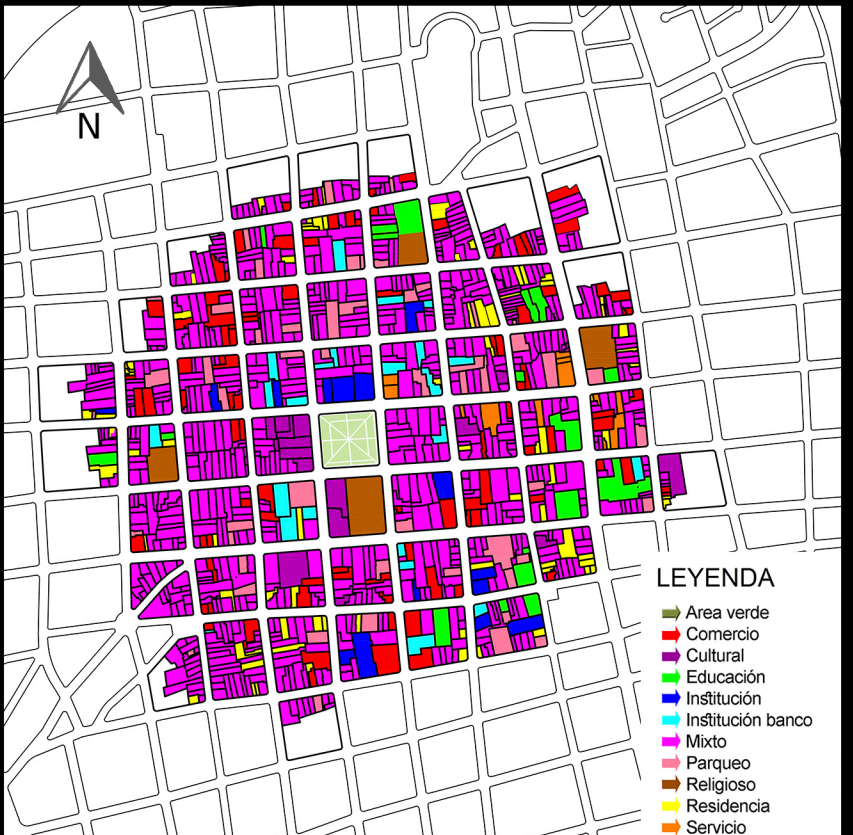 N
LEYENDA
Area verde
Comercio
Cultural
Educación
Institución
Institución banco
Mixto
Parqueo
Religioso
Residencia
Servicio